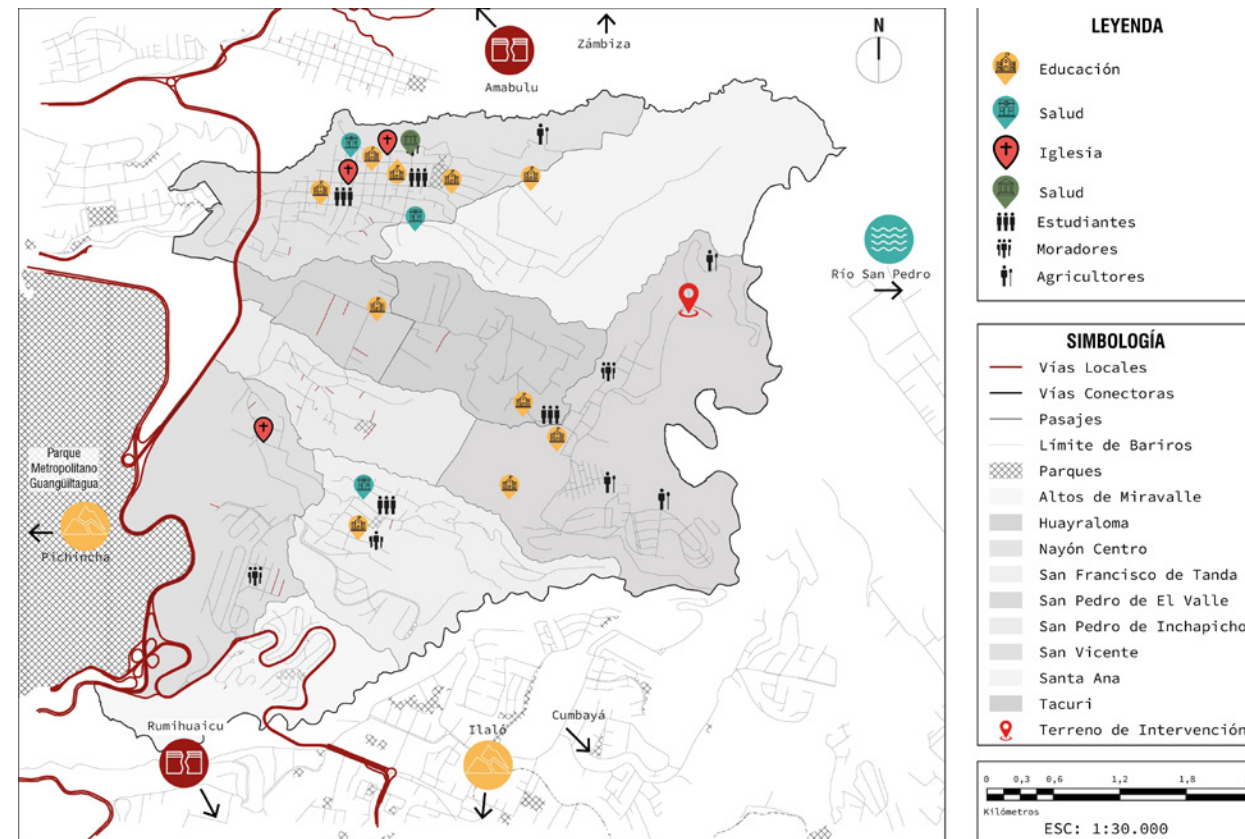 Zámbiza
N
Amabulu
Río San Pedro
Parque
Metropolitano
Guangüiltagua
Pichincha
Rumihuaicu
Ilaló
Cumbayá
LEYENDA
Educación
Salud
Iglesia
Salud
Estudiantes
Moradores
Agricultores
SIMBOLOGÍA
Vías Locales
Vías Conectoras
Pasajes
Límite de Bariros
Parques
Altos de Miravalle
Huayraloma
Nayón Centro
San Francisco de Tanda
San Pedro de El Valle
San Pedro de Inchapicho
San Vicente
Santa Ana
Tacuri
Terreno de Intervención
0 0,3 0,6 1,2 1,8
Kilómetros
ESC: 1:30.000